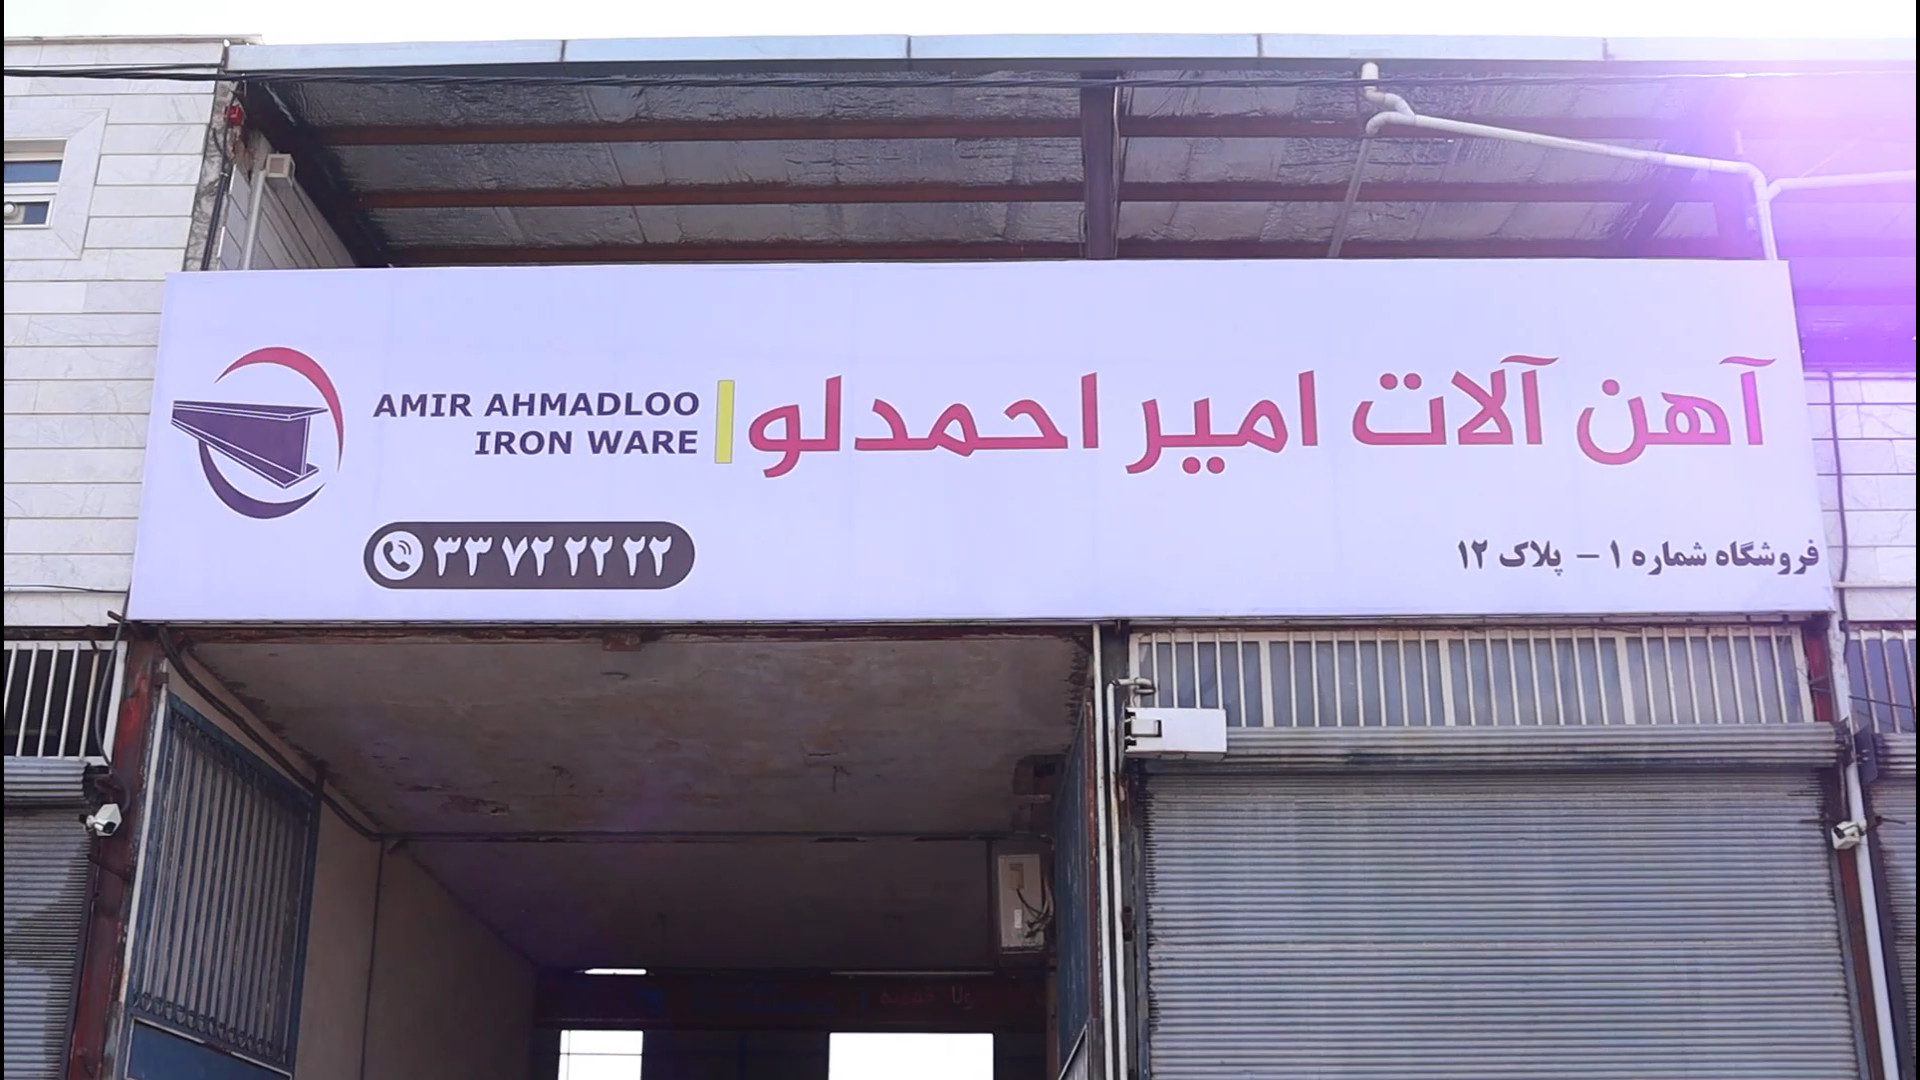 آهن آلات امیر احمدلو
AMIR AHMADLOO
IRON WARE
۳۳۷۲۲۲۲۲
فروشگاه شماره ۱ – پلاک ۱۲